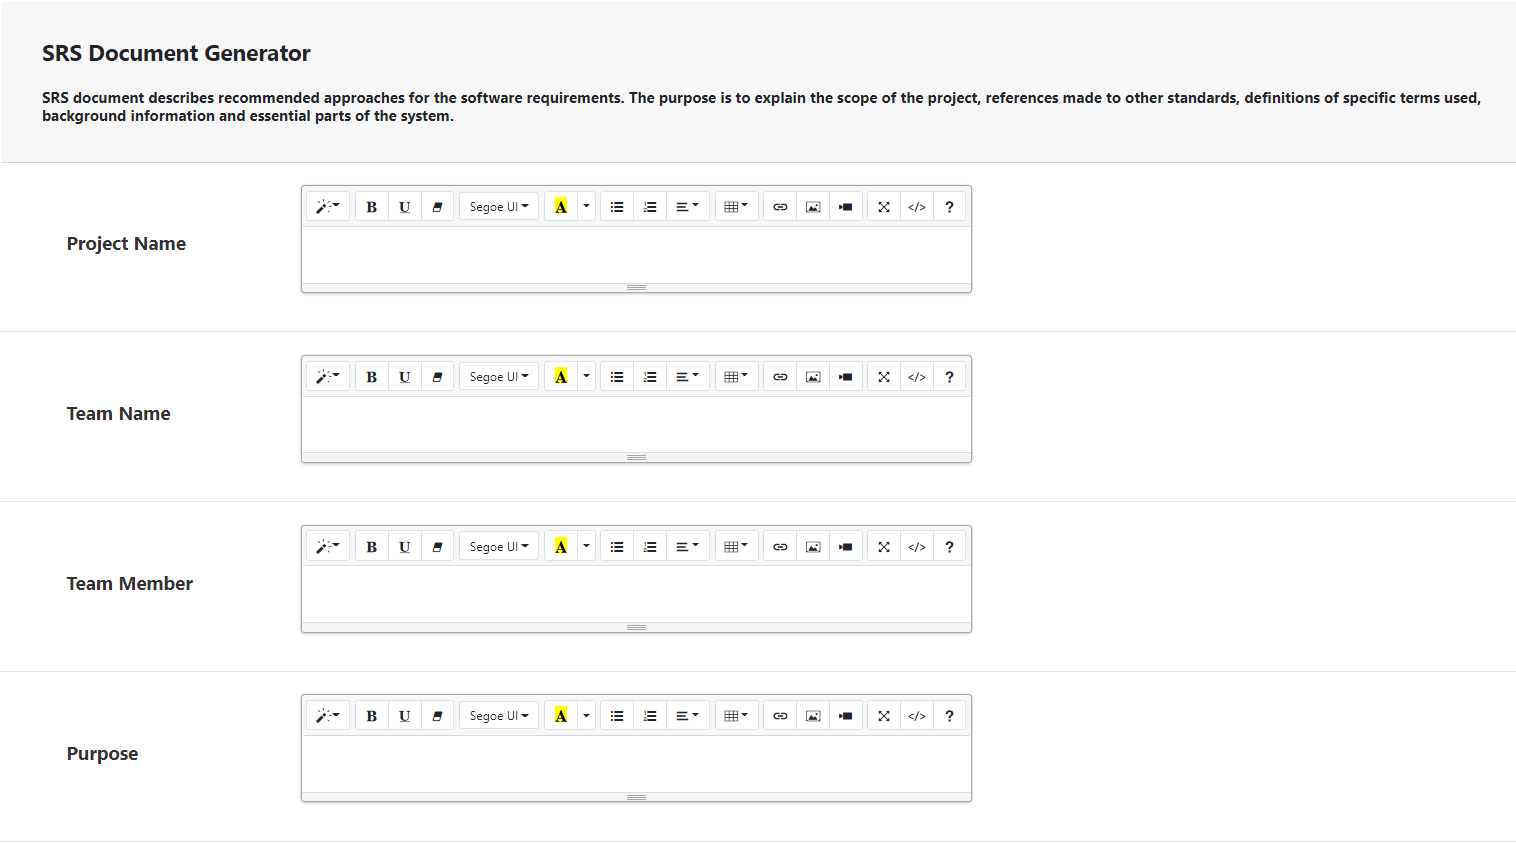 SRS Document Generator
SRS document describes recommended approaches for the software requirements. The purpose is to explain the scope of the project, references made to other standards, definitions of specific terms used,
background information and essential parts of the system.
B U Segoe UI A </> ?
Project Name
B U Segoe UI A </> ?
Team Name
B U Segoe UI A </> ?
Team Member
B U Segoe UI A </> ?
Purpose